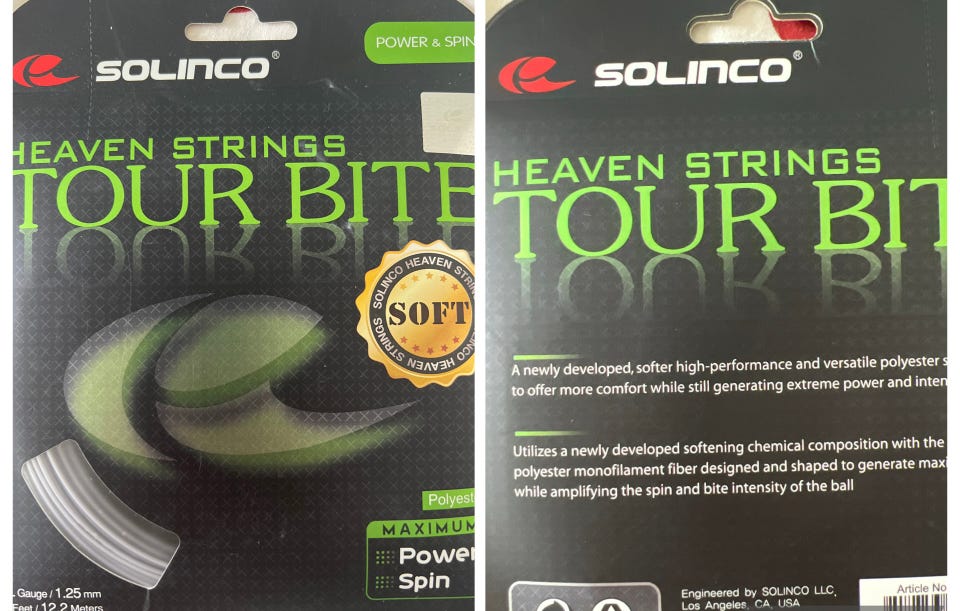 POWER & SPIN
SOLINCO®
HEAVEN STRINGS
TOUR BITE
SOLINCO HEAVEN STRINGS
SOFT
SOLINCO HEAVEN STRINGS
MAXIMUM
Power
Spin
Gauge / 1.25 mm
Feet / 12.2 Meters
SOLINCO®
HEAVEN STRINGS
TOUR BIT
A newly developed, softer high-performance and versatile polyester
to offer more comfort while still generating extreme power and
Utilizes a newly developed softening chemical composition with the
polyester monofilament fiber designed and shaped to generate
while amplifying the spin and bite intensity of the ball
Engineered by SOLINCO LLC,
Los Angeles, CA, USA
Article No